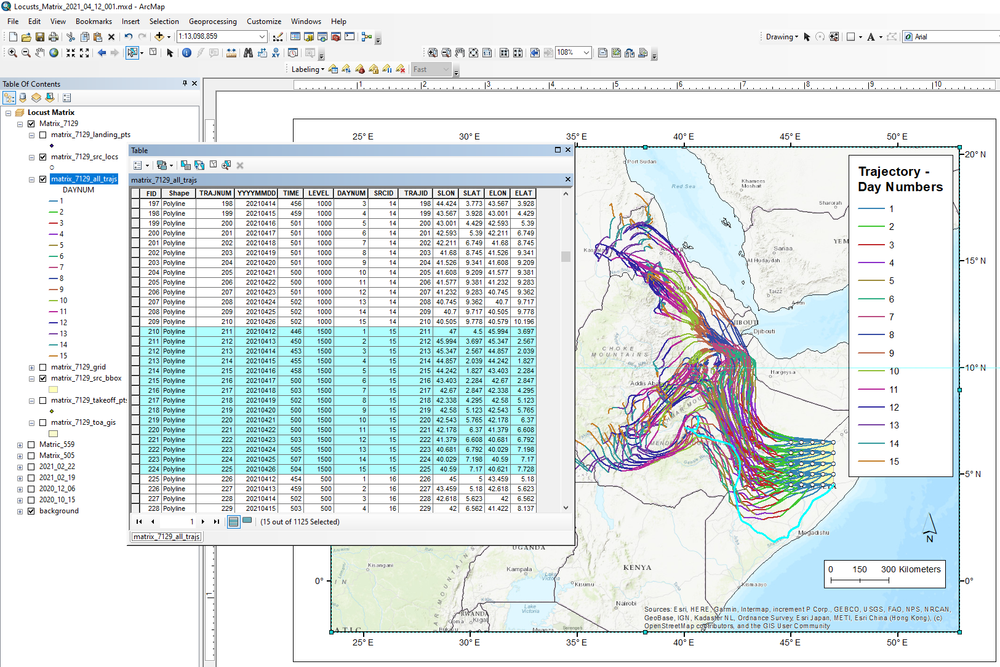 Locusts_Matrix_2021_04_12_001.mxd - ArcMap
File Edit View Bookmarks Insert Selection Geoprocessing Customize Windows Help
1:13,098,859
Drawing
A
Arial
108%
Labeling
Fast
Table Of Contents
1 2 3 4 5 6 7 8 9 10
Locust Matrix
Matrix_7129
matrix_7129_landing_pts
matrix_7129_src_locs
matrix_7129_all_trajs
DAYNUM
1
2
3
4
5
6
7
8
9
10
11
12
13
14
15
matrix_7129_grid
matrix_7129_src_bbox
matrix_7129_takeoff_pts
matrix_7129_toa_gis
Matric_559
Matrix_505
2021_02_22
2021_02_19
2020_12_06
2020_10_15
background
Table
matrix_7129_all_trajs
FID Shape TRAJNUM YYYYMMDD TIME LEVEL DAYNUM SRCID TRAJID SLON SLAT ELON ELAT
197 Polyline 198 20210414 456 1000 3 14 198 44.424 3.773 43.567 3.928
198 Polyline 199 20210415 459 1000 4 14 199 43.567 3.928 43.001 4.429
199 Polyline 200 20210416 501 1000 5 14 200 43.001 4.429 42.593 5.39
200 Polyline 201 20210417 501 1000 6 14 201 42.593 5.39 42.211 6.749
201 Polyline 202 20210418 501 1000 7 14 202 42.211 6.749 41.68 8.745
202 Polyline 203 20210419 501 1000 8 14 203 41.68 8.745 41.526 9.341
203 Polyline 204 20210420 501 1000 9 14 204 41.526 9.341 41.608 9.209
204 Polyline 205 20210421 500 1000 10 14 205 41.608 9.209 41.577 9.381
205 Polyline 206 20210422 500 1000 11 14 206 41.577 9.381 41.232 9.283
206 Polyline 207 20210423 501 1000 12 14 207 41.232 9.283 40.745 9.362
207 Polyline 208 20210424 502 1000 13 14 208 40.745 9.362 40.7 9.717
208 Polyline 209 20210425 502 1000 14 14 209 40.7 9.717 40.505 9.778
209 Polyline 210 20210426 502 1000 15 14 210 40.505 9.778 40.579 10.196
210 Polyline 211 20210412 446 1500 1 15 211 47 4.5 45.994 3.697
211 Polyline 212 20210413 450 1500 2 15 212 45.994 3.697 45.347 2.567
212 Polyline 213 20210414 453 1500 3 15 213 45.347 2.567 44.857 2.039
213 Polyline 214 20210415 455 1500 4 15 214 44.857 2.039 44.242 1.827
214 Polyline 215 20210416 458 1500 5 15 215 44.242 1.827 43.403 2.284
215 Polyline 216 20210417 500 1500 6 15 216 43.403 2.284 42.67 2.847
216 Polyline 217 20210418 503 1500 7 15 217 42.67 2.847 42.338 4.295
217 Polyline 218 20210419 502 1500 8 15 218 42.338 4.295 42.58 5.123
218 Polyline 219 20210420 500 1500 9 15 219 42.58 5.123 42.543 5.765
219 Polyline 220 20210421 500 1500 10 15 220 42.543 5.765 42.178 6.37
220 Polyline 221 20210422 500 1500 11 15 221 42.178 6.37 41.379 6.608
221 Polyline 222 20210423 503 1500 12 15 222 41.379 6.608 40.681 6.792
222 Polyline 223 20210424 505 1500 13 15 223 40.681 6.792 40.029 7.198
223 Polyline 224 20210425 507 1500 14 15 224 40.029 7.198 40.59 7.17
224 Polyline 225 20210426 504 1500 15 15 225 40.59 7.17 40.621 7.728
225 Polyline 226 20210412 454 500 1 16 226 45 5 43.459 5.18
226 Polyline 227 20210413 459 500 2 16 227 43.459 5.18 42.618 5.623
227 Polyline 228 20210414 502 500 3 16 228 42.618 5.623 42 6.562
228 Polyline 229 20210415 503 500 4 16 229 42 6.562 41.422 8.137
1
(15 out of 1125 Selected)
matrix_7129_all_trajs
25° E 30° E 35° E 40° E 45° E 50° E
20° N
15° N
10° N
5° N
0°
0°
25° E 30° E 35° E 40° E 45° E 50° E
Port Sudan
Red Sea
Khamees
Moshait
Sharorah
YEM
Sanaa
Al Hudaydah
Taizz
Aden
DJIBOUTI
Djibouti
CHOKE
MOUNTAINS
Hargeysa
Addis Aba
Mogadishu
UGANDA
Kampala
Lake
Victoria
Kisangani
Kisumu
KENYA
Kismaayo
Nairobi
Lake
Victoria
RWANDA
Kigali
Goma
Bukavu
Mwanza
Serengeti
Trajectory -
Day Numbers
1
2
3
4
5
6
7
8
9
10
11
12
13
14
15
N
0 150 300 Kilometers
Sources: Esri, HERE, Garmin, Intermap, increment P Corp., GEBCO, USGS, FAO, NPS, NRCAN,
GeoBase, IGN, Kadaster NL, Ordnance Survey, Esri Japan, METI, Esri China (Hong Kong), (c)
OpenStreetMap contributors, and the GIS User Community